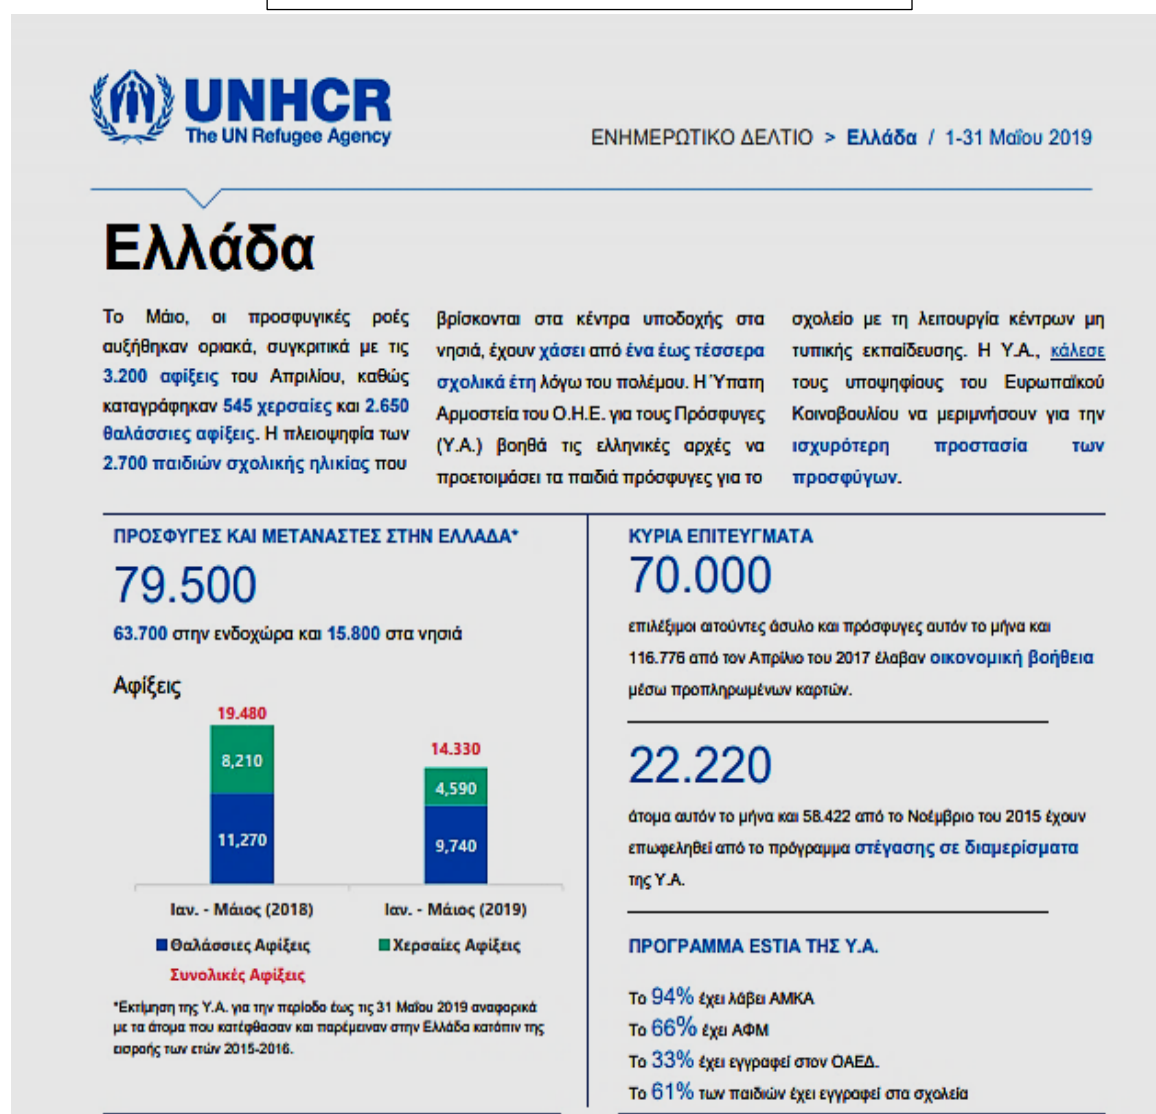 UNHCR
The UN Refugee Agency
ΕΝΗΜΕΡΩΤΙΚΟ ΔΕΛΤΙΟ > Ελλάδα / 1-31 Μαΐου 2019
Ελλάδα
Το Μάιο, οι προσφυγικές ροές
αυξήθηκαν οριακά, συγκριτικά με τις
3.200 αφίξεις του Απριλίου, καθώς
καταγράφηκαν 545 χερσαίες και 2.650
θαλάσσιες αφίξεις. Η πλειοψηφία των
2.700 παιδιών σχολικής ηλικίας που
βρίσκονται στα κέντρα υποδοχής στα
νησιά, έχουν χάσει από ένα έως τέσσερα
σχολικά έτη λόγω του πολέμου. Η Ύπατη
Αρμοστεία του Ο.Η.Ε. για τους Πρόσφυγες
(Υ.Α.) βοηθά τις ελληνικές αρχές να
προετοιμάσει τα παιδιά πρόσφυγες για το
σχολείο με τη λειτουργία κέντρων μη
τυπικής εκπαίδευσης. Η Υ.Α., κάλεσε
τους υποψηφίους του Ευρωπαϊκού
Κοινοβουλίου να μεριμνήσουν για την
ισχυρότερη προστασία των
προσφύγων.
ΠΡΟΣΦΥΓΕΣ ΚΑΙ ΜΕΤΑΝΑΣΤΕΣ ΣΤΗΝ ΕΛΛΑΔΑ*
79.500
63.700 στην ενδοχώρα και 15.800 στα νησιά
Αφίξεις
19.480
8,210
11,270
14.330
4,590
9,740
Ιαν. - Μάιος (2018)
Ιαν. - Μάιος (2019)
Θαλάσσιες Αφίξεις
Χερσαίες Αφίξεις
Συνολικές Αφίξεις
*Εκτίμηση της Υ.Α. για την περίοδο έως τις 31 Μαΐου 2019 αναφορικά
με τα άτομα που κατέφθασαν και παρέμειναν στην Ελλάδα κατόπιν της
εισροής των ετών 2015-2016.
ΚΥΡΙΑ ΕΠΙΤΕΥΓΜΑΤΑ
70.000
επιλέξιμοι αιτούντες άσυλο και πρόσφυγες αυτόν το μήνα και
116.776 από τον Απρίλιο του 2017 έλαβαν οικονομική βοήθεια
μέσω προπληρωμένων καρτών.
22.220
άτομα αυτόν το μήνα και 58.422 από το Νοέμβριο του 2015 έχουν
επωφεληθεί από το πρόγραμμα στέγασης σε διαμερίσματα
της Υ.Α.
ΠΡΟΓΡΑΜΜΑ ESTIA ΤΗΣ Υ.Α.
Το 94% έχει λάβει ΑΜΚΑ
Το 66% έχει ΑΦΜ
Το 33% έχει εγγραφεί στον ΟΑΕΔ.
Το 61% των παιδιών έχει εγγραφεί στα σχολεία